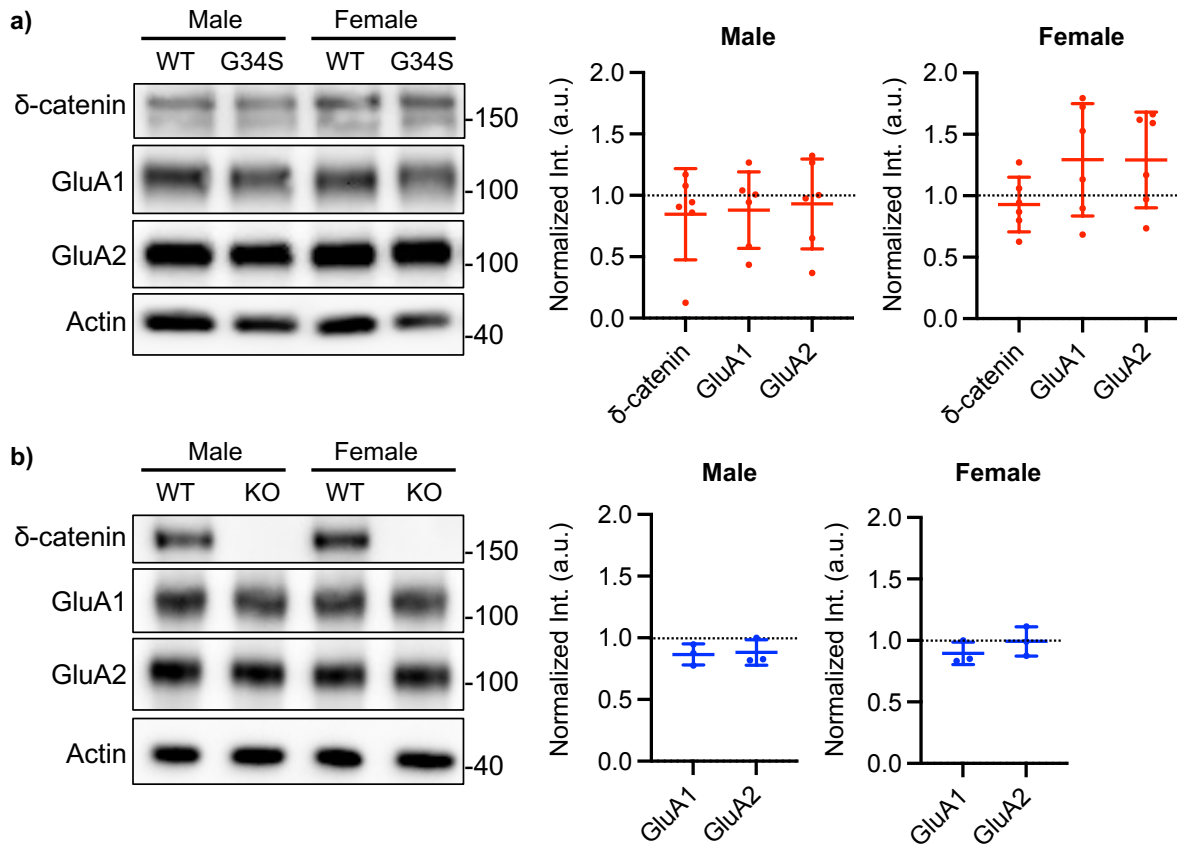 a)
Male Female
WT G34S WT G34S
δ-catenin
-150
GluA1
-100
GluA2
-100
Actin
-40
Male
Normalized Int. (a.u.)
2.0
1.5
1.0
0.5
0.0
δ-catenin
GluA1
GluA2
Female
Normalized Int. (a.u.)
2.0
1.5
1.0
0.5
0.0
δ-catenin
GluA1
GluA2
b)
Male Female
WT KO WT KO
δ-catenin
-150
GluA1
-100
GluA2
-100
Actin
-40
Male
Normalized Int. (a.u.)
2.0
1.5
1.0
0.5
0.0
GluA1
GluA2
Female
Normalized Int. (a.u.)
2.0
1.5
1.0
0.5
0.0
GluA1
GluA2